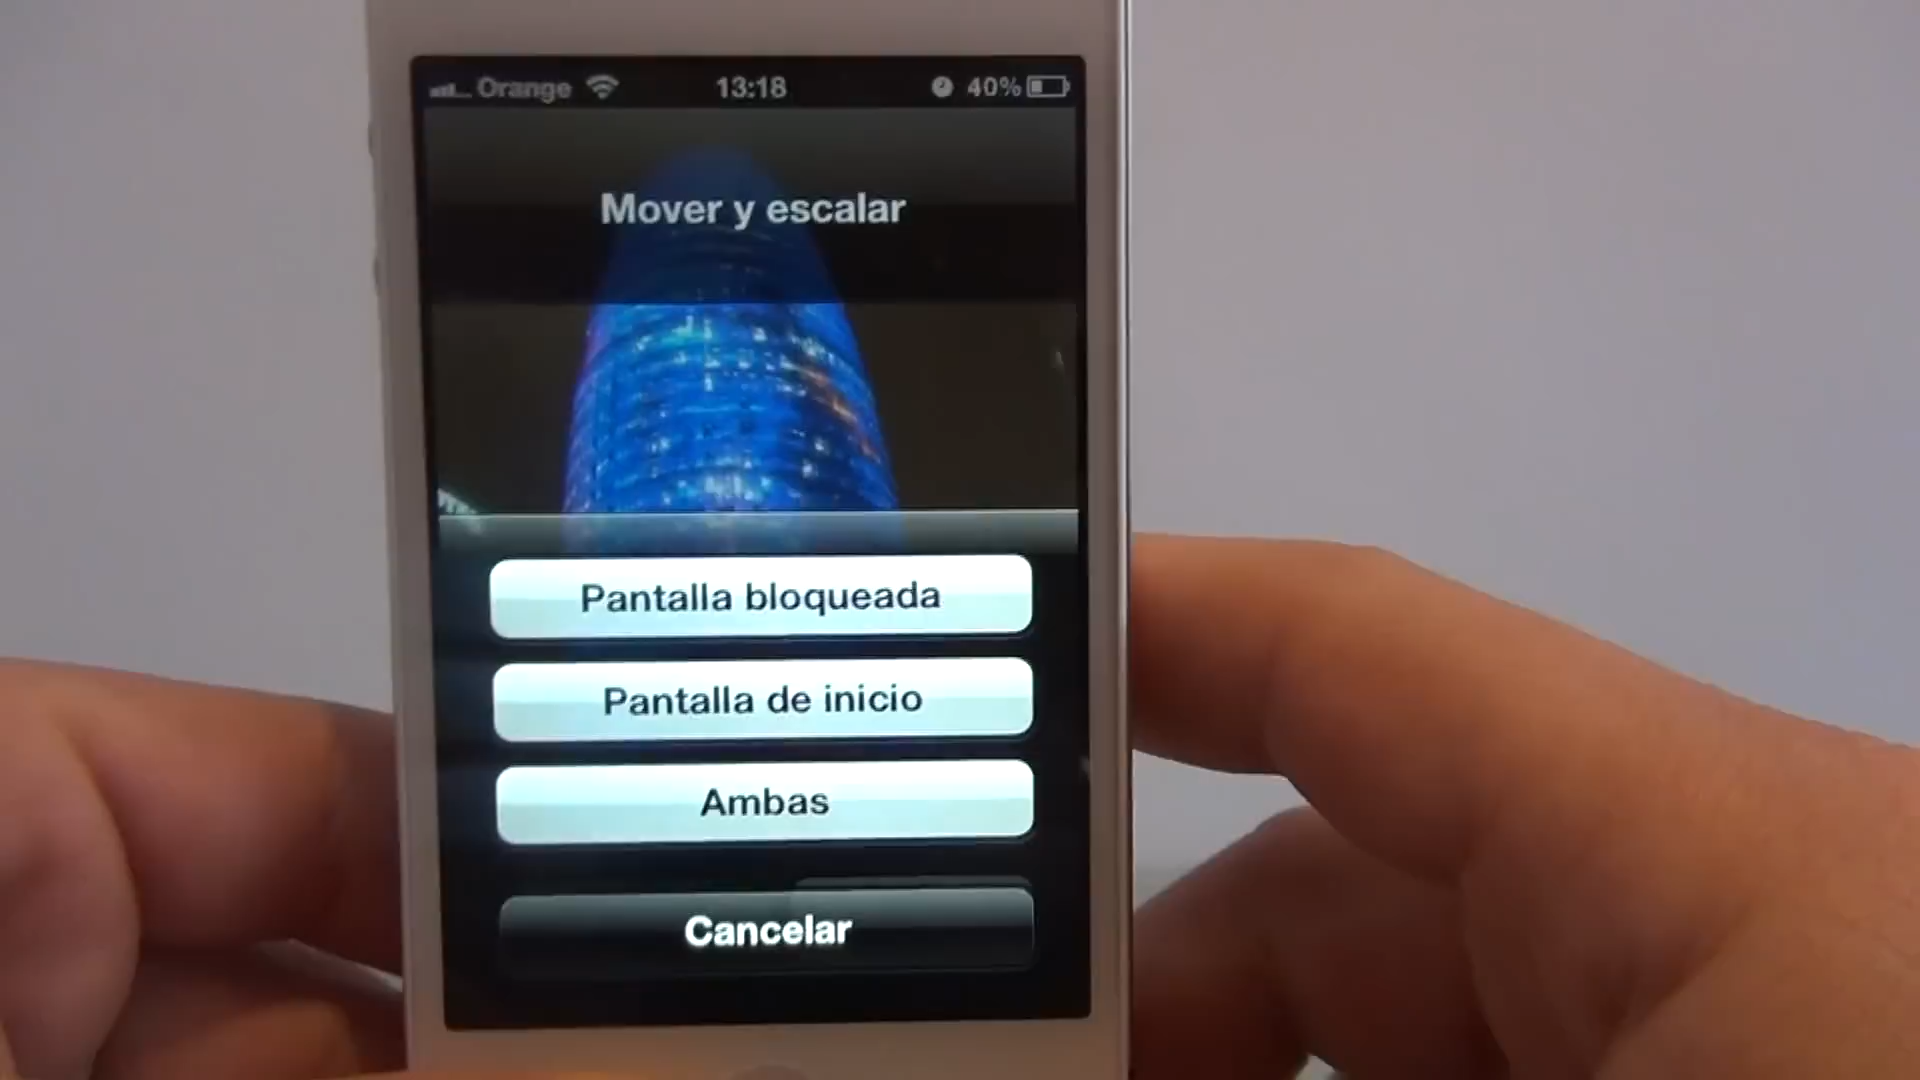 Orange 13:18 40%
Mover y escalar
Pantalla bloqueada
Pantalla de inicio
Ambas
Cancelar